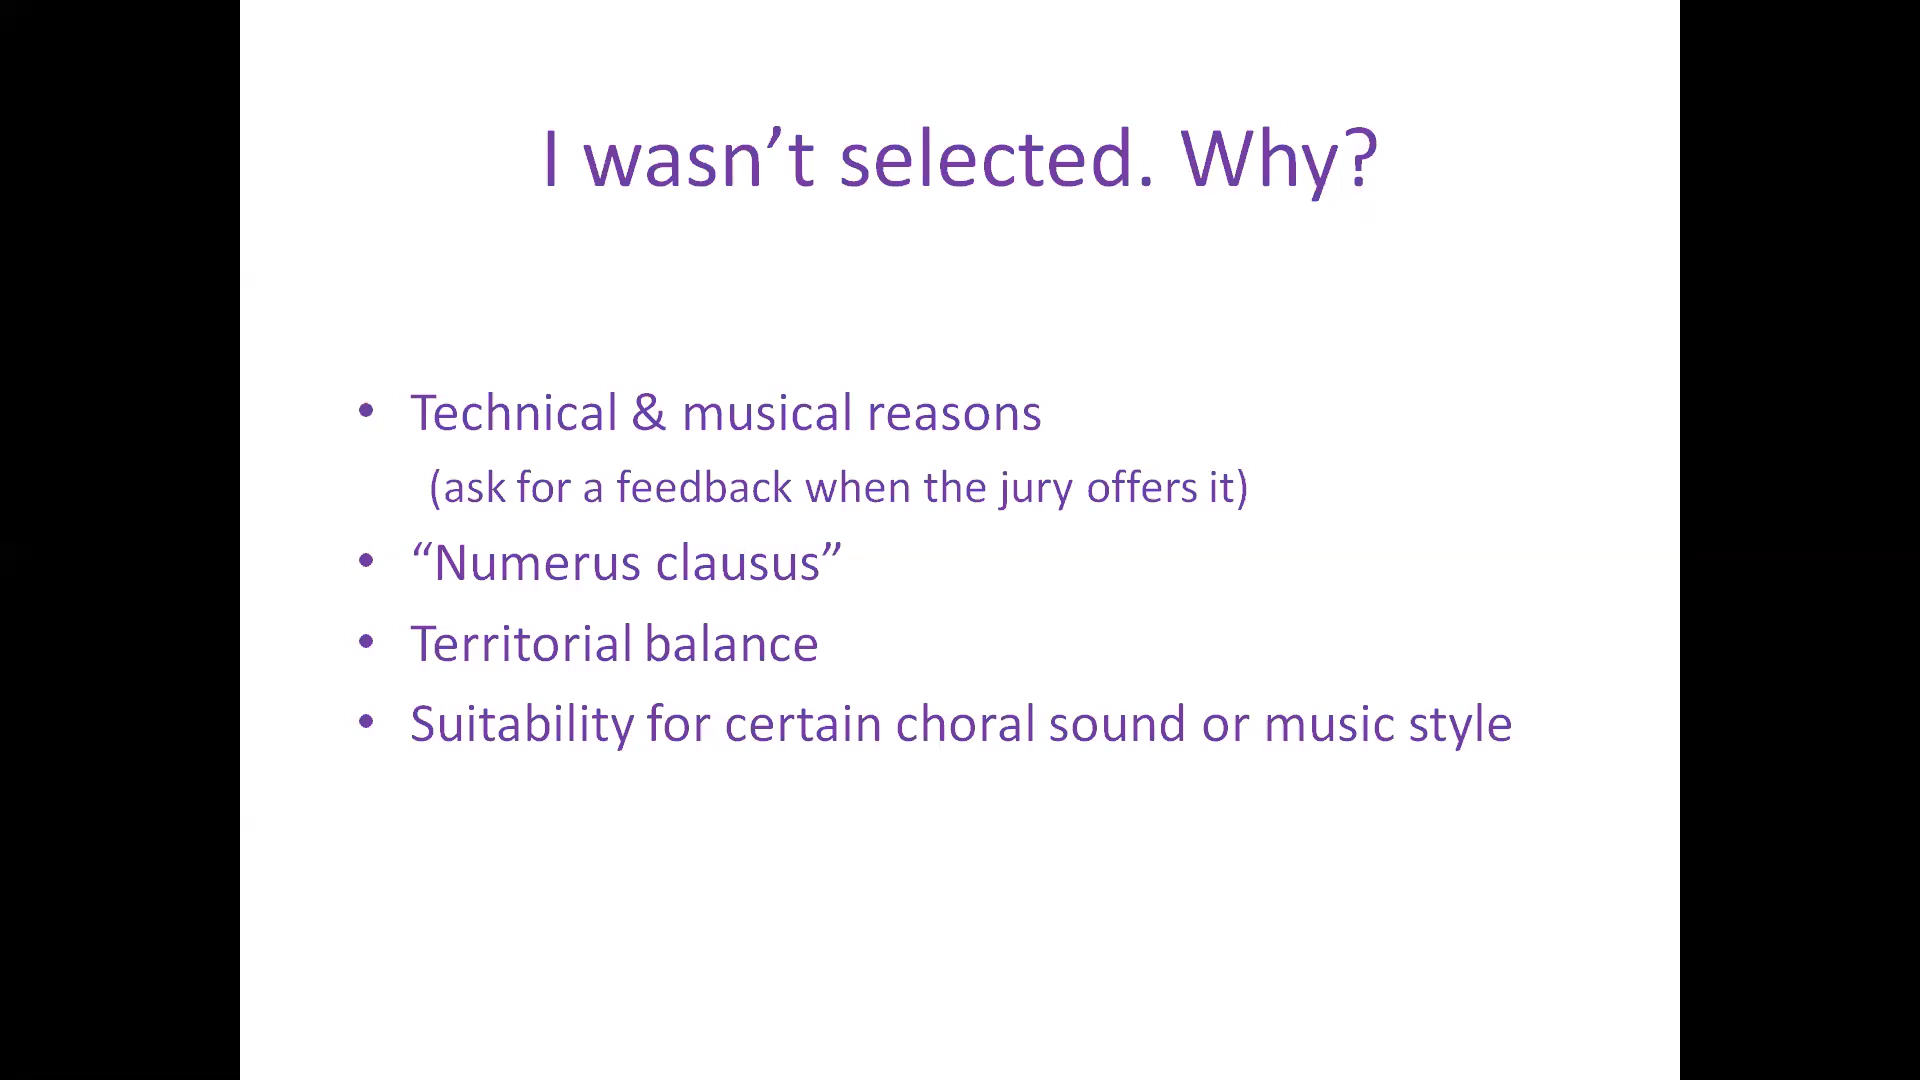 I wasn’t selected. Why?
• Technical & musical reasons
(ask for a feedback when the jury offers it)
• “Numerus clausus”
• Territorial balance
• Suitability for certain choral sound or music style